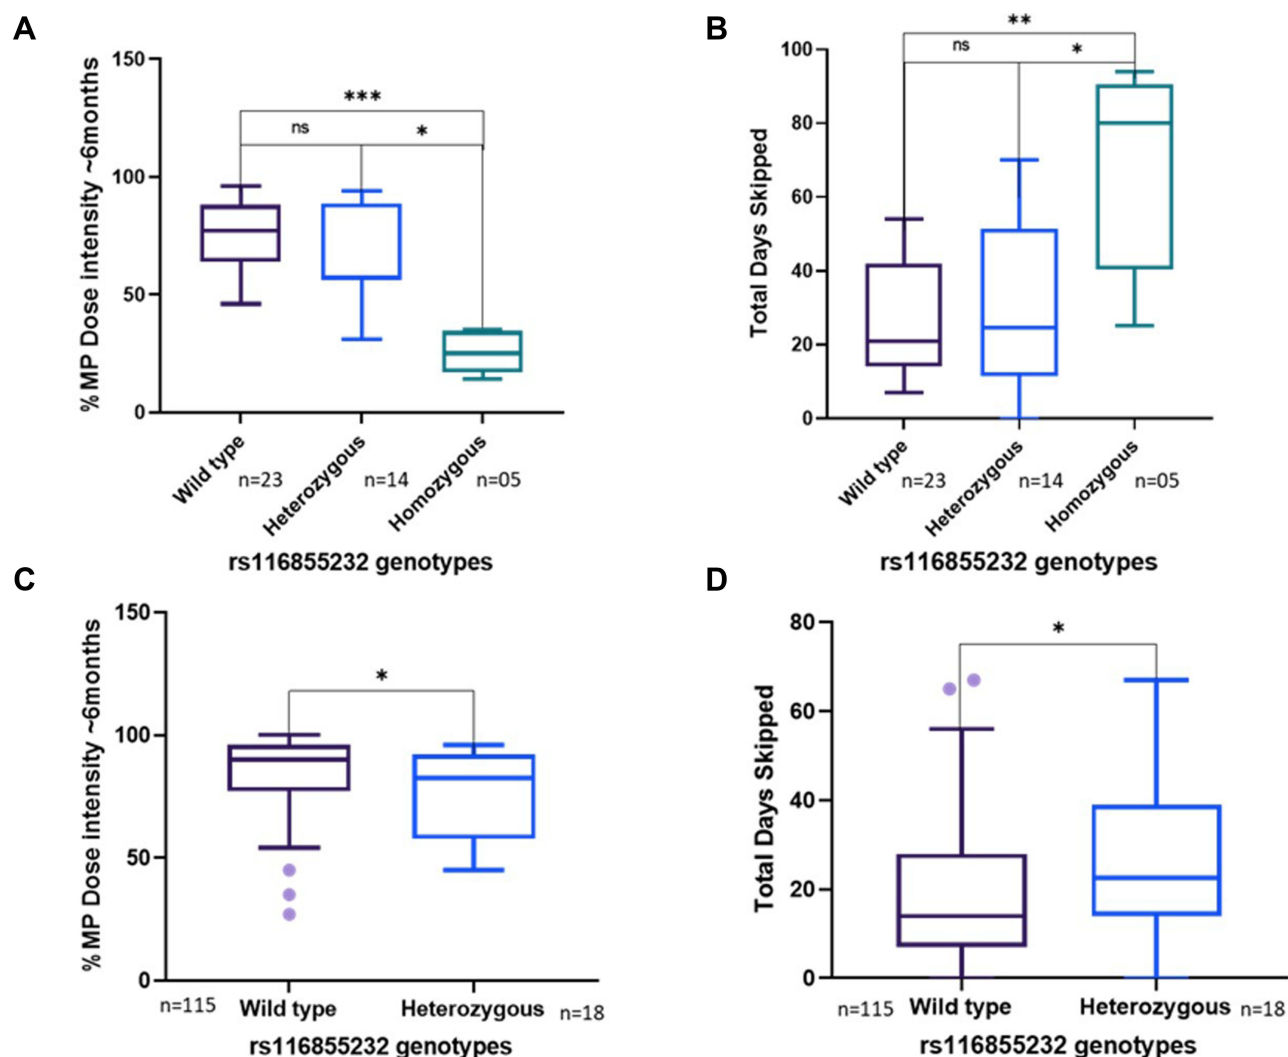 A
% MP Dose intensity ~6months
150
100
50
0
***
ns
*
Wild type
n=23
Heterozygous
n=14
Homozygous
n=05
rs116855232 genotypes
B
Total Days Skipped
100
80
60
40
20
0
**
ns
*
Wild type
n=23
Heterozygous
n=14
Homozygous
n=05
rs116855232 genotypes
C
% MP Dose intensity ~6months
150
100
50
0
*
n=115
Wild type
Heterozygous
n=18
rs116855232 genotypes
D
Total Days Skipped
80
60
40
20
0
*
n=115
Wild type
Heterozygous
n=18
rs116855232 genotypes